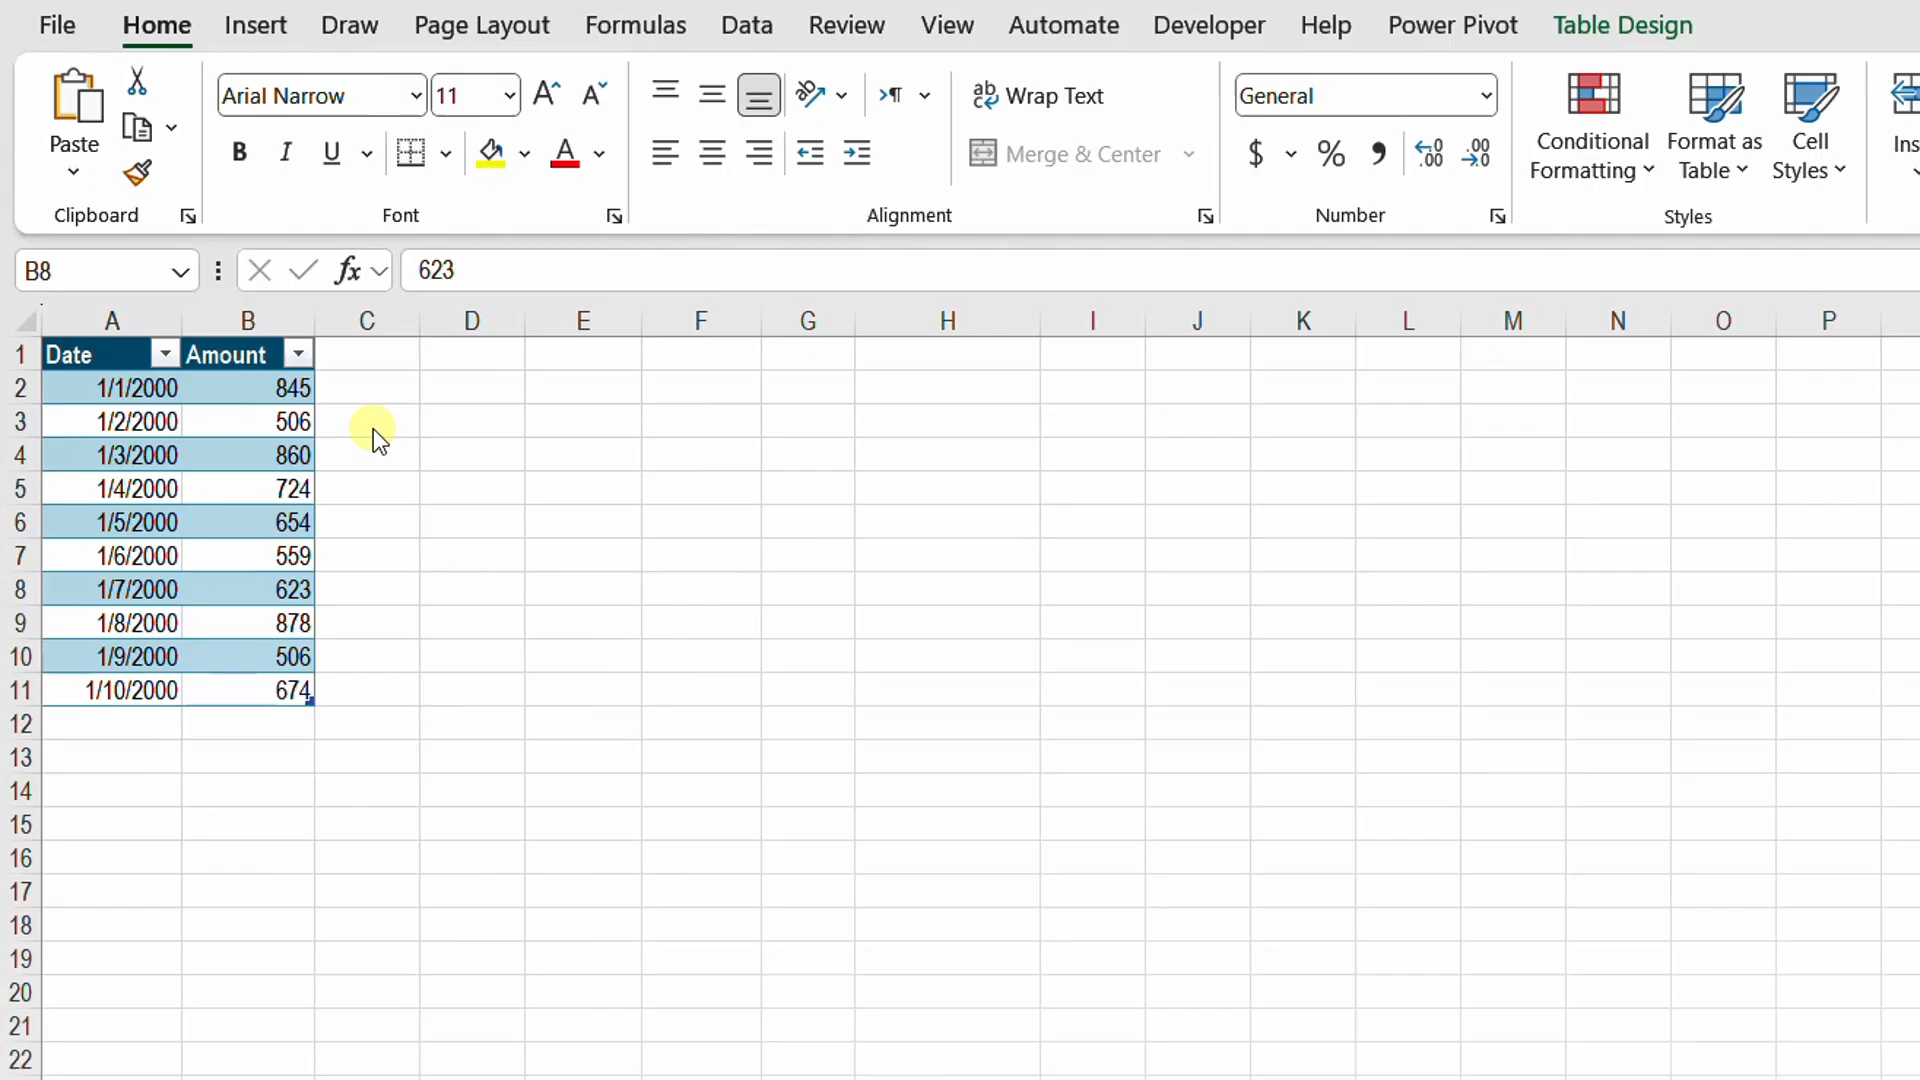 File Home Insert Draw Page Layout Formulas Data Review View Automate Developer Help Power Pivot Table Design
Arial Narrow 11 A A ab Wrap Text General
Paste
Conditional Formatting
Format as Table
Cell Styles
B I U A Merge & Center $ % , .00 .00
Clipboard Font Alignment Number Styles
B8 fx 623
A B C D E F G H I J K L M N O P
1 Date Amount
2 1/1/2000 845
3 1/2/2000 506
4 1/3/2000 860
5 1/4/2000 724
6 1/5/2000 654
7 1/6/2000 559
8 1/7/2000 623
9 1/8/2000 878
10 1/9/2000 506
11 1/10/2000 674
12
13
14
15
16
17
18
19
20
21
22